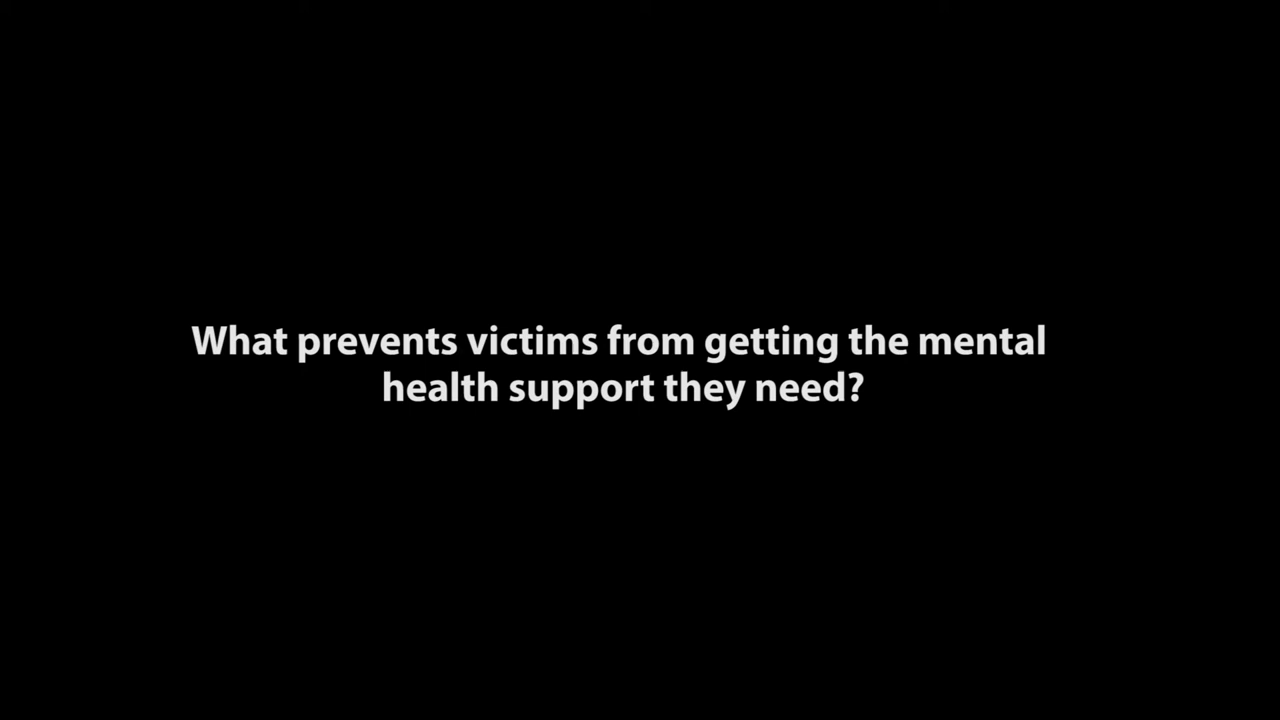 What prevents victims from getting the mental
health support they need?